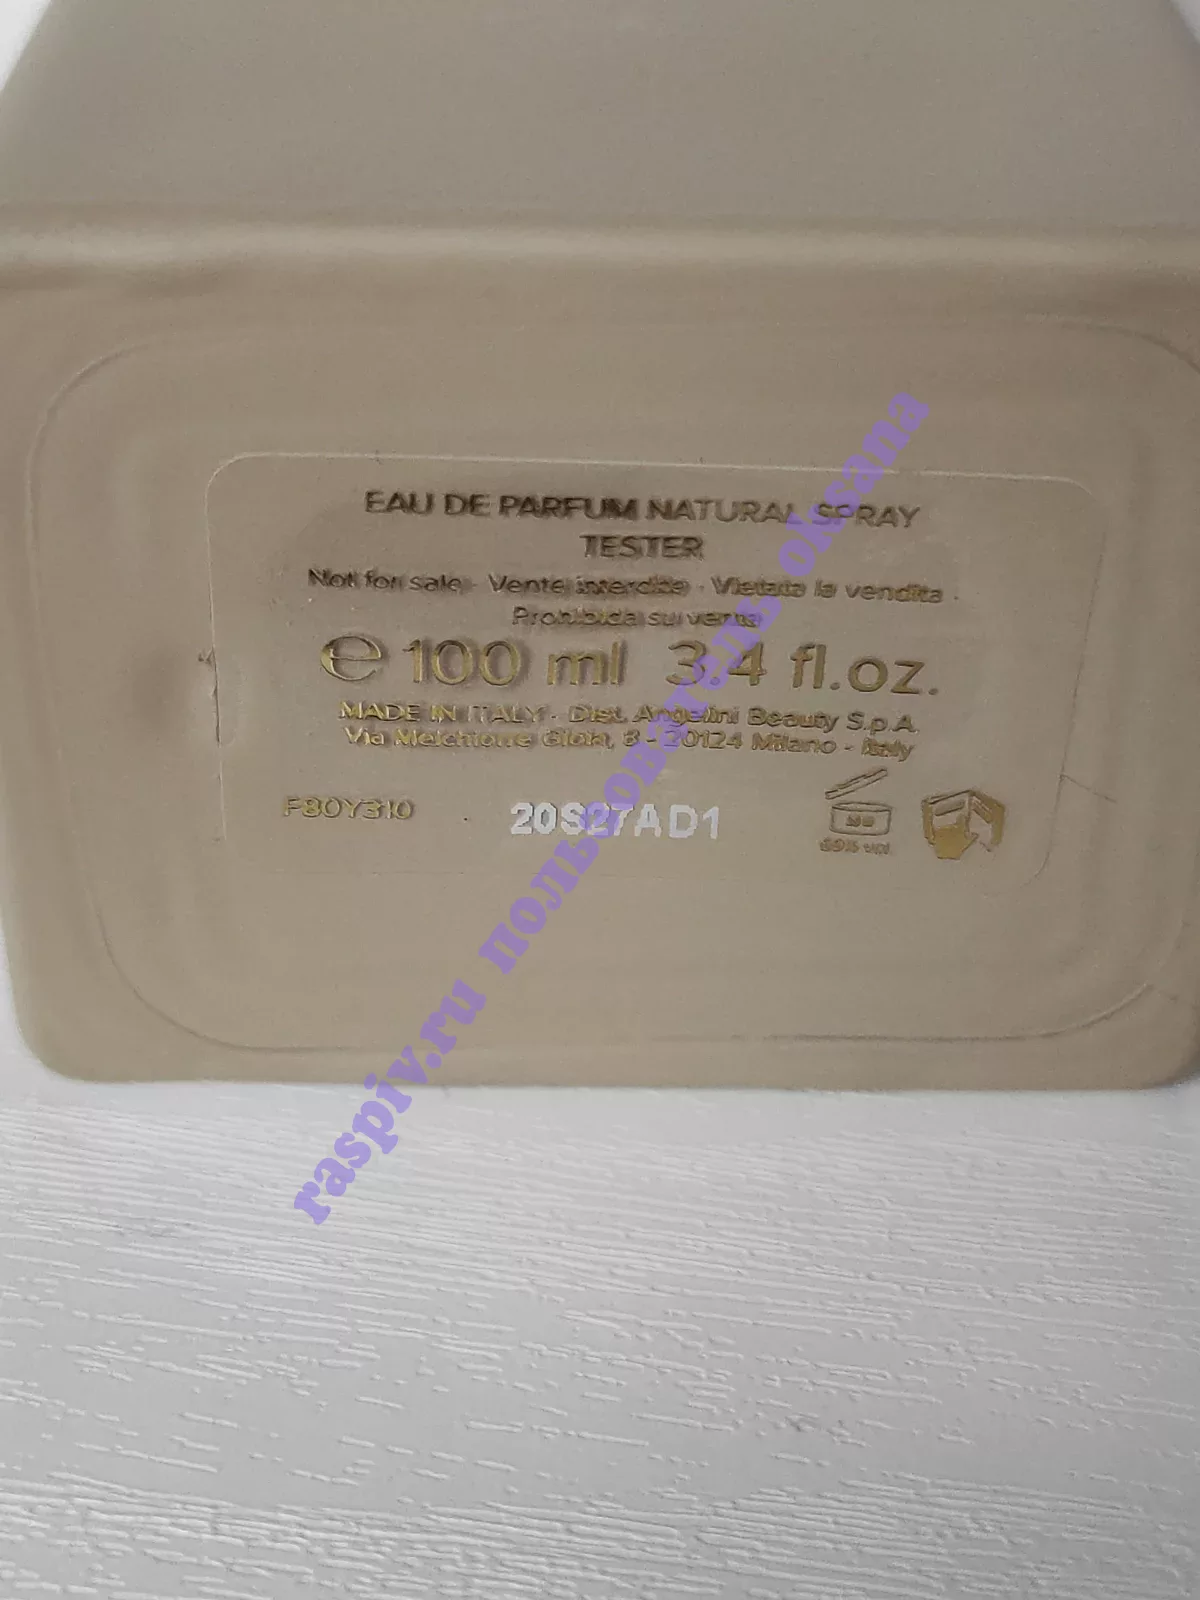 EAU DE PARFUM NATURAL SPRAY
TESTER
Not for sale - Vente interdite - Vietata la vendita -
Prohibida su venta
e 100 ml 3.4 fl.oz.
MADE IN ITALY - Dist. Angelini Beauty S.p.A.
Via Melchiorre Gioia, 8 - 20124 Milano - Italy
F80Y310
20S27AD1
raspiv.ru пользователь oksana